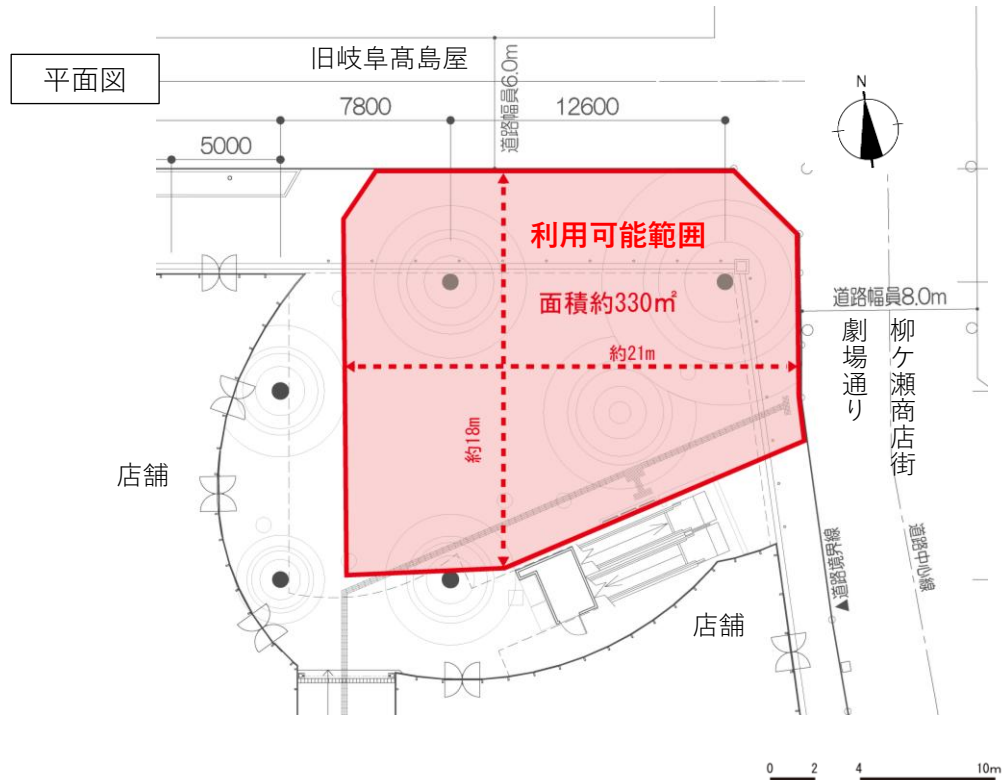 平面図
旧岐阜髙島屋
道路幅員6.0m
7800
12600
5000
N
利用可能範囲
面積約330㎡
道路幅員8.0m
約21m
約18m
劇場通り
柳ケ瀬商店街
店舗
▲道路境界線
道路中心線
店舗
0 2 4 10m